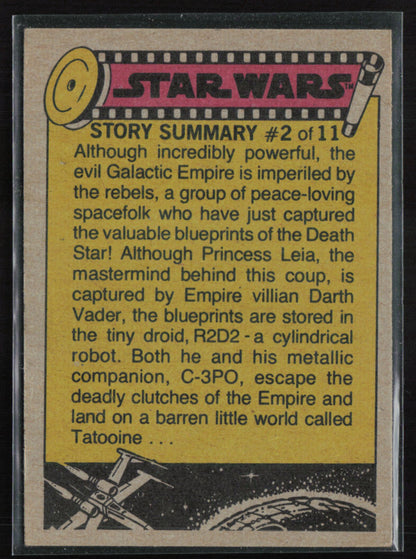 STAR WARS™
STORY SUMMARY #2 of 11
Although incredibly powerful, the
evil Galactic Empire is imperiled by
the rebels, a group of peace-loving
spacefolk who have just captured
the valuable blueprints of the Death
Star! Although Princess Leia, the
mastermind behind this coup, is
captured by Empire villian Darth
Vader, the blueprints are stored in
the tiny droid, R2D2 - a cylindrical
robot. Both he and his metallic
companion, C-3PO, escape the
deadly clutches of the Empire and
land on a barren little world called
Tatooine . . .